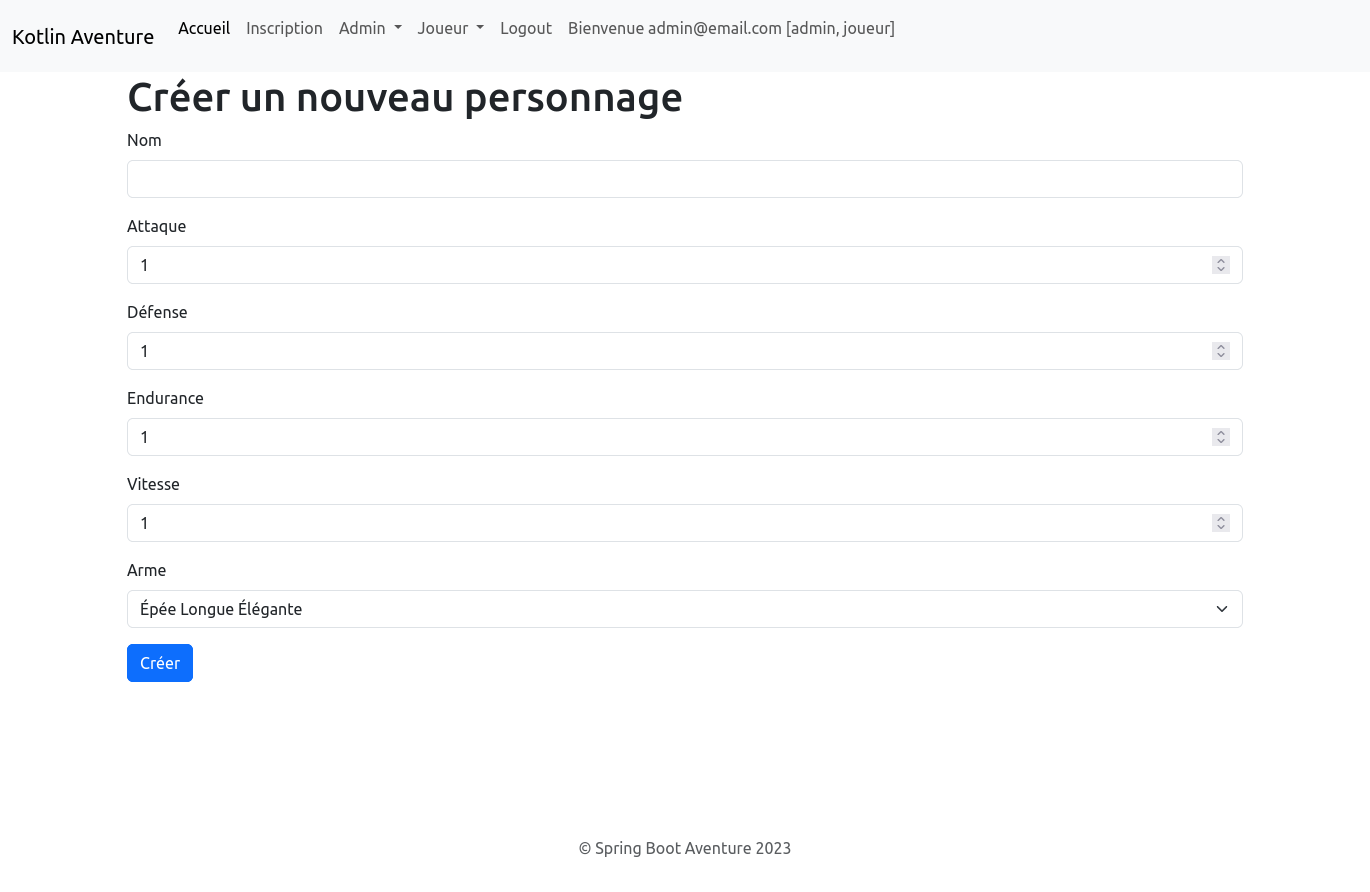 Kotlin Aventure
Accueil
Inscription
Admin
Joueur
Logout
Bienvenue admin@email.com [admin, joueur]
Créer un nouveau personnage
Nom
Attaque
1
Défense
1
Endurance
1
Vitesse
1
Arme
Épée Longue Élégante
Créer
© Spring Boot Aventure 2023